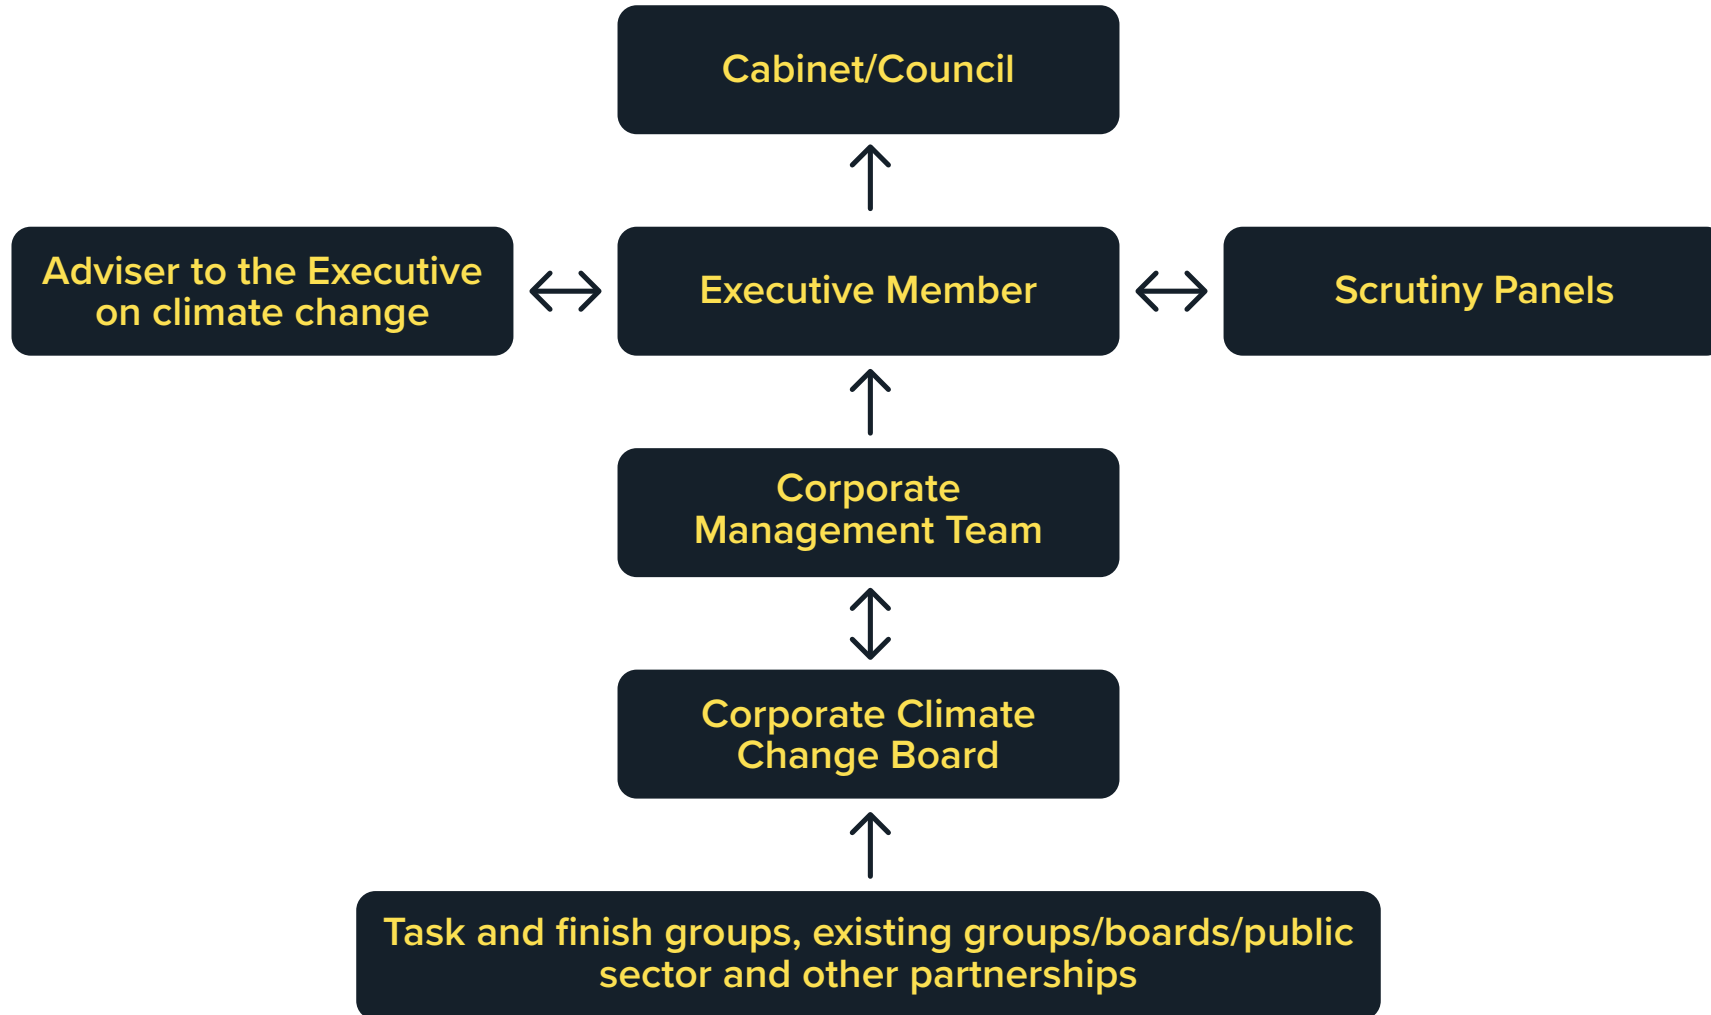 Cabinet/Council
Adviser to the Executive
on climate change
Executive Member
Scrutiny Panels
Corporate
Management Team
Corporate Climate
Change Board
Task and finish groups, existing groups/boards/public
sector and other partnerships